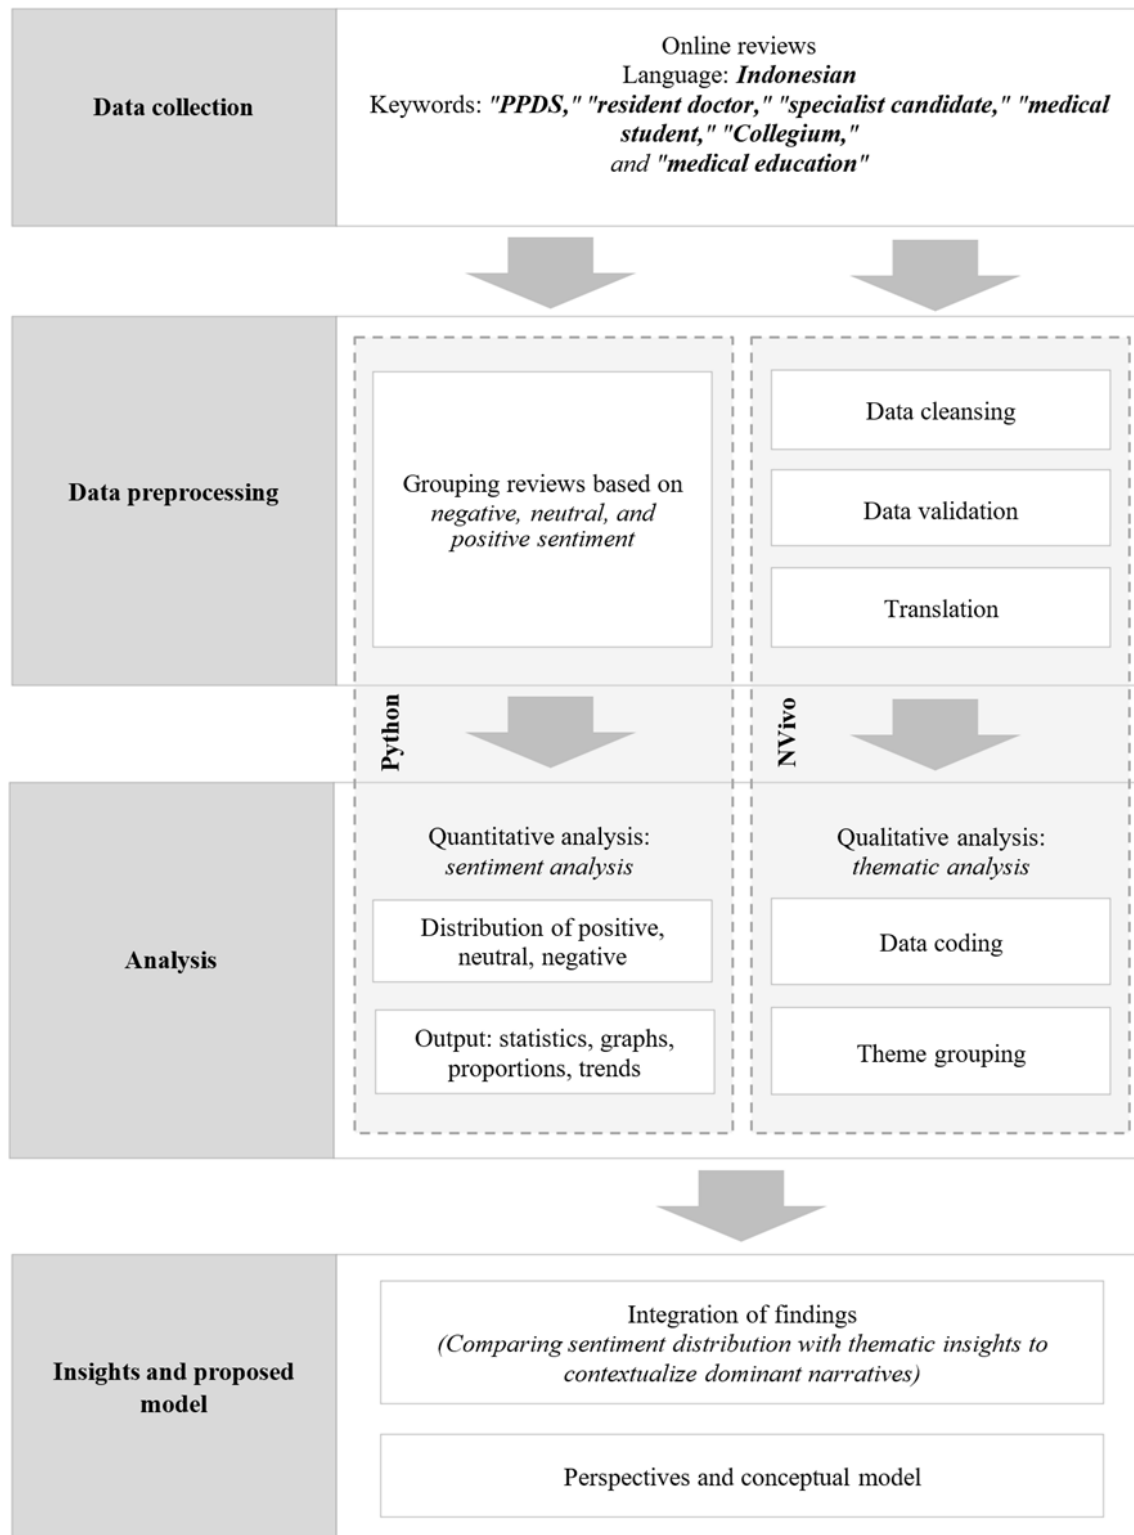 Data collection
Online reviews
Language: Indonesian
Keywords: "PPDS," "resident doctor," "specialist candidate," "medical
student," "Collegium,"
and "medical education"
Data preprocessing
Grouping reviews based on
negative, neutral, and
positive sentiment
Data cleansing
Data validation
Translation
Python
NVivo
Analysis
Quantitative analysis:
sentiment analysis
Distribution of positive,
neutral, negative
Output: statistics, graphs,
proportions, trends
Qualitative analysis:
thematic analysis
Data coding
Theme grouping
Insights and proposed
model
Integration of findings
(Comparing sentiment distribution with thematic insights to
contextualize dominant narratives)
Perspectives and conceptual model